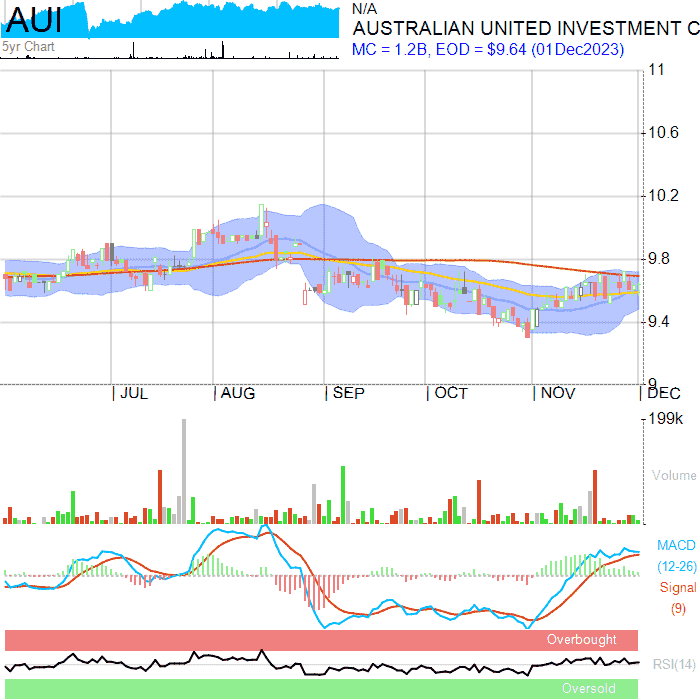 AUI
N/A
AUSTRALIAN UNITED INVESTMENT C
5yr Chart
MC = 1.2B, EOD = $9.64 (01Dec2023)
11
10.6
10.2
9.8
9.4
9
JUL
AUG
SEP
OCT
NOV
DEC
199k
Volume
MACD
(12-26)
Signal
(9)
Overbought
RSI(14)
Oversold